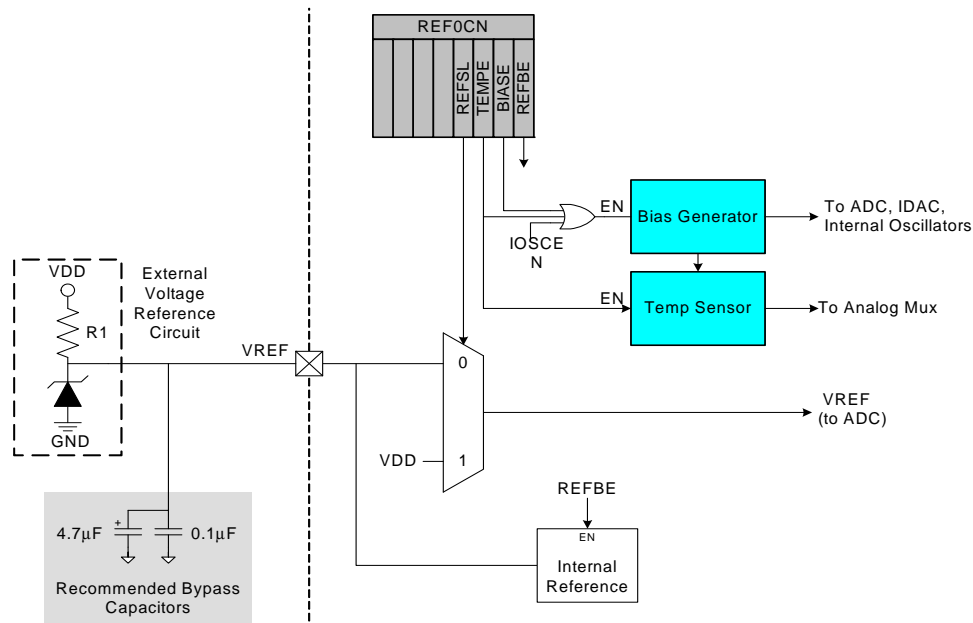 REF0CN
REFSL
TEMPE
BIASE
REFBE
EN
Bias Generator
To ADC, IDAC,
Internal Oscillators
IOSCE
N
EN
Temp Sensor
To Analog Mux
VDD
R1
GND
External
Voltage
Reference
Circuit
VREF
0
VDD
1
VREF
(to ADC)
REFBE
EN
Internal
Reference
4.7μF
+
0.1μF
Recommended Bypass
Capacitors